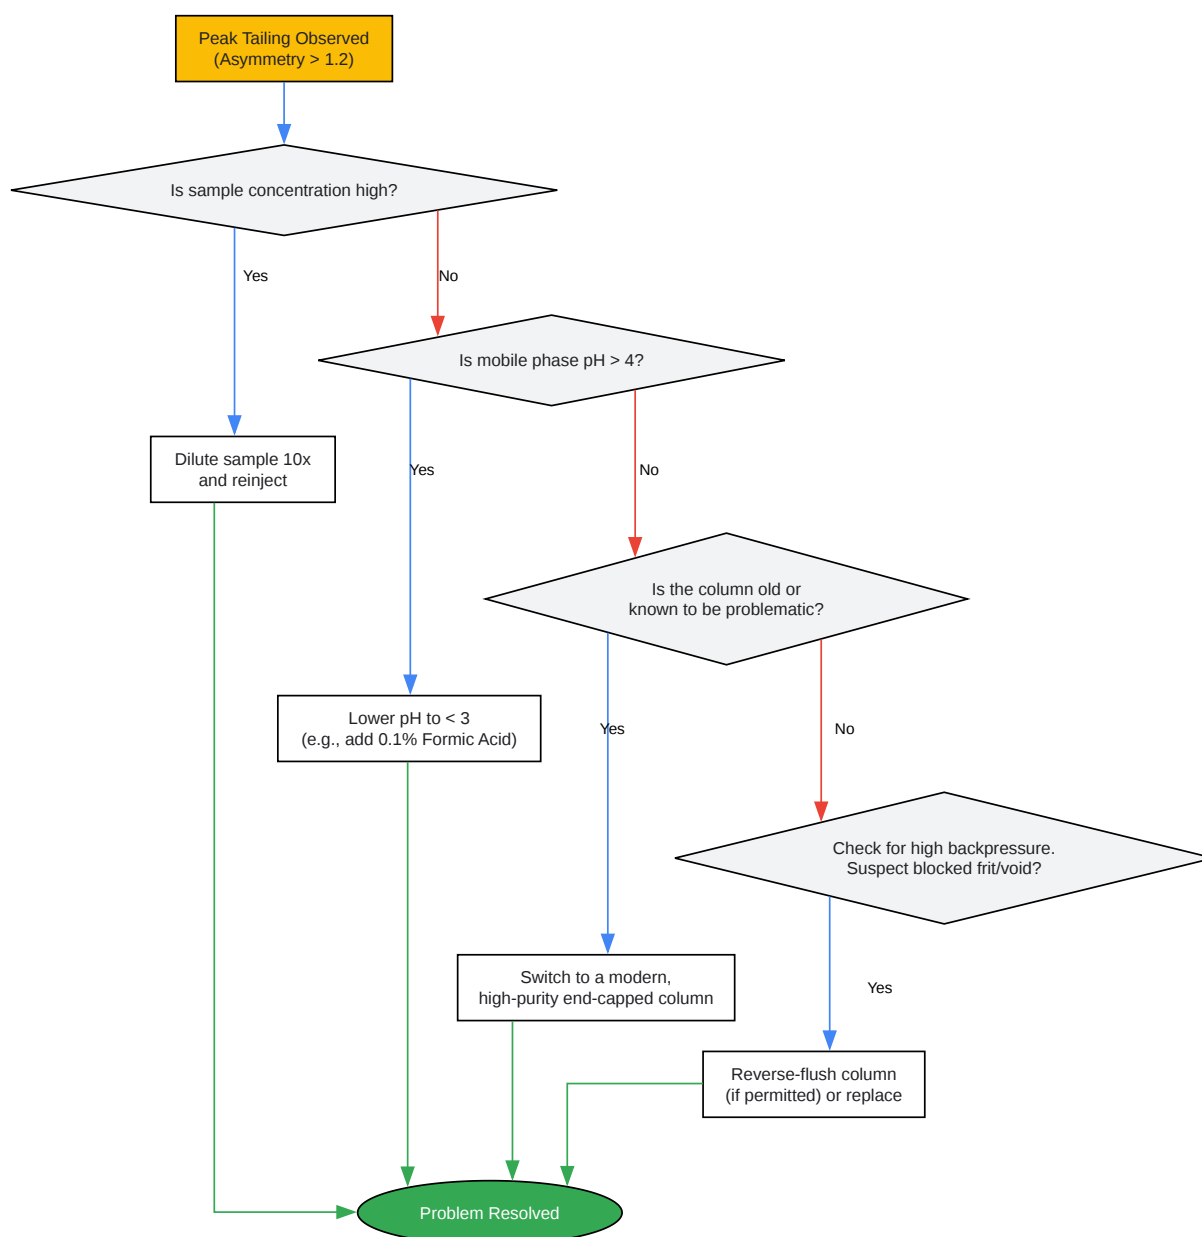 Peak Tailing Observed
(Asymmetry > 1.2)
Is sample concentration high?
Yes
No
Is mobile phase pH > 4?
Dilute sample 10x
and reinject
Yes
No
Is the column old or
known to be problematic?
Lower pH to < 3
(e.g., add 0.1% Formic Acid)
Yes
No
Check for high backpressure.
Suspect blocked frit/void?
Switch to a modern,
high-purity end-capped column
Yes
Reverse-flush column
(if permitted) or replace
Problem Resolved